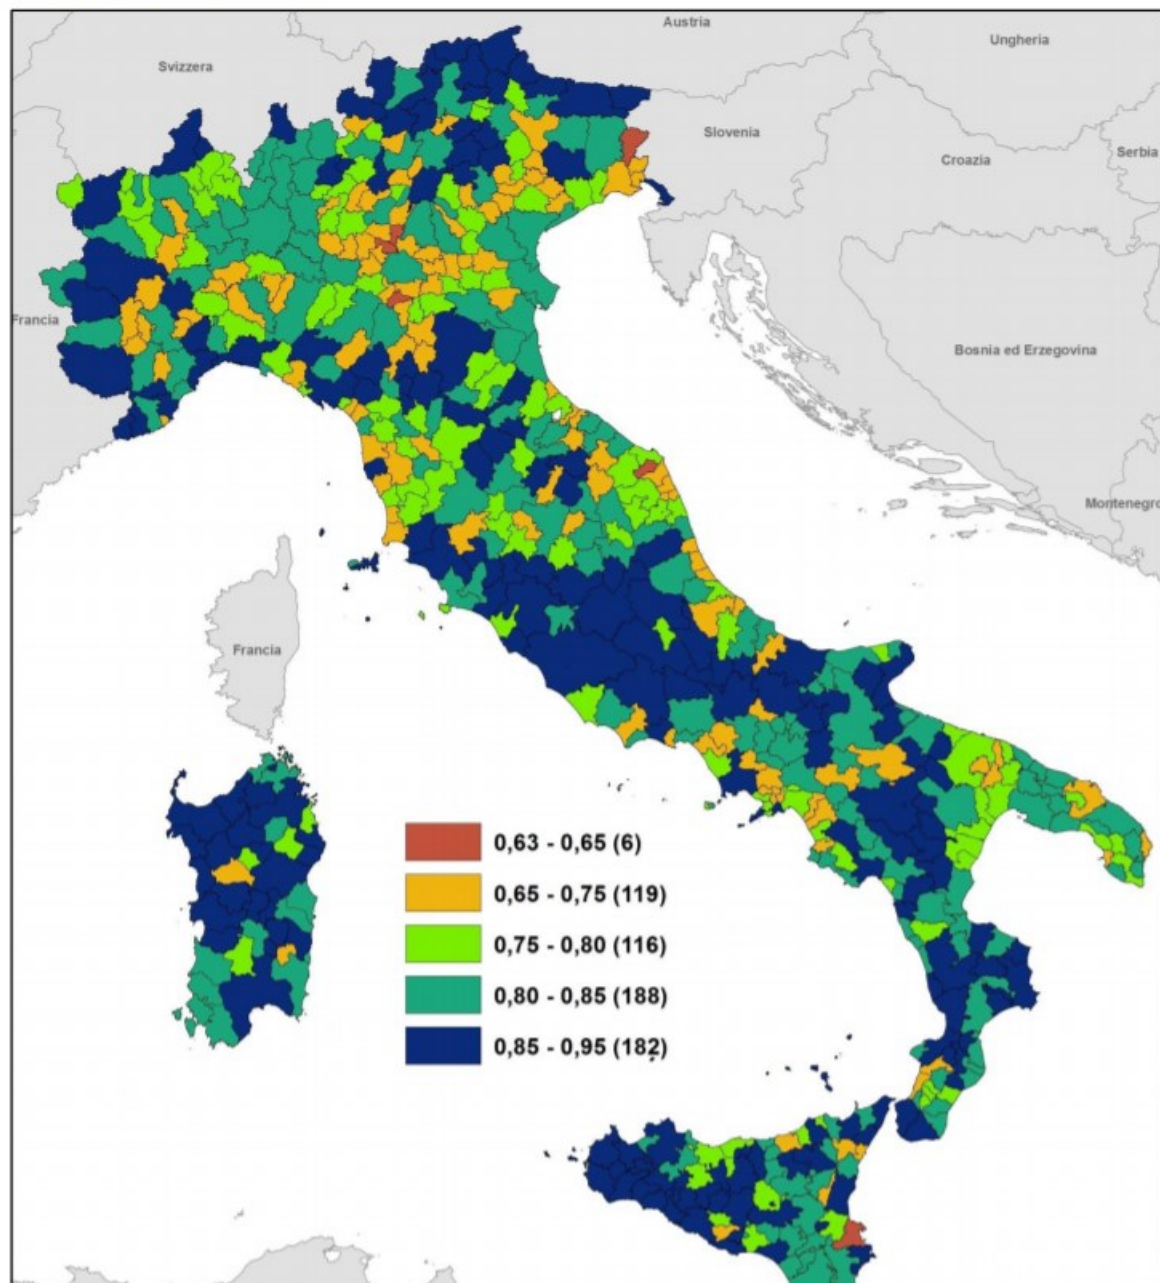 Austria
Ungheria
Svizzera
Slovenia
Croazia
Serbia
Francia
Bosnia ed Erzegovina
Montenegro
Francia
0,63 - 0,65 (6)
0,65 - 0,75 (119)
0,75 - 0,80 (116)
0,80 - 0,85 (188)
0,85 - 0,95 (182)